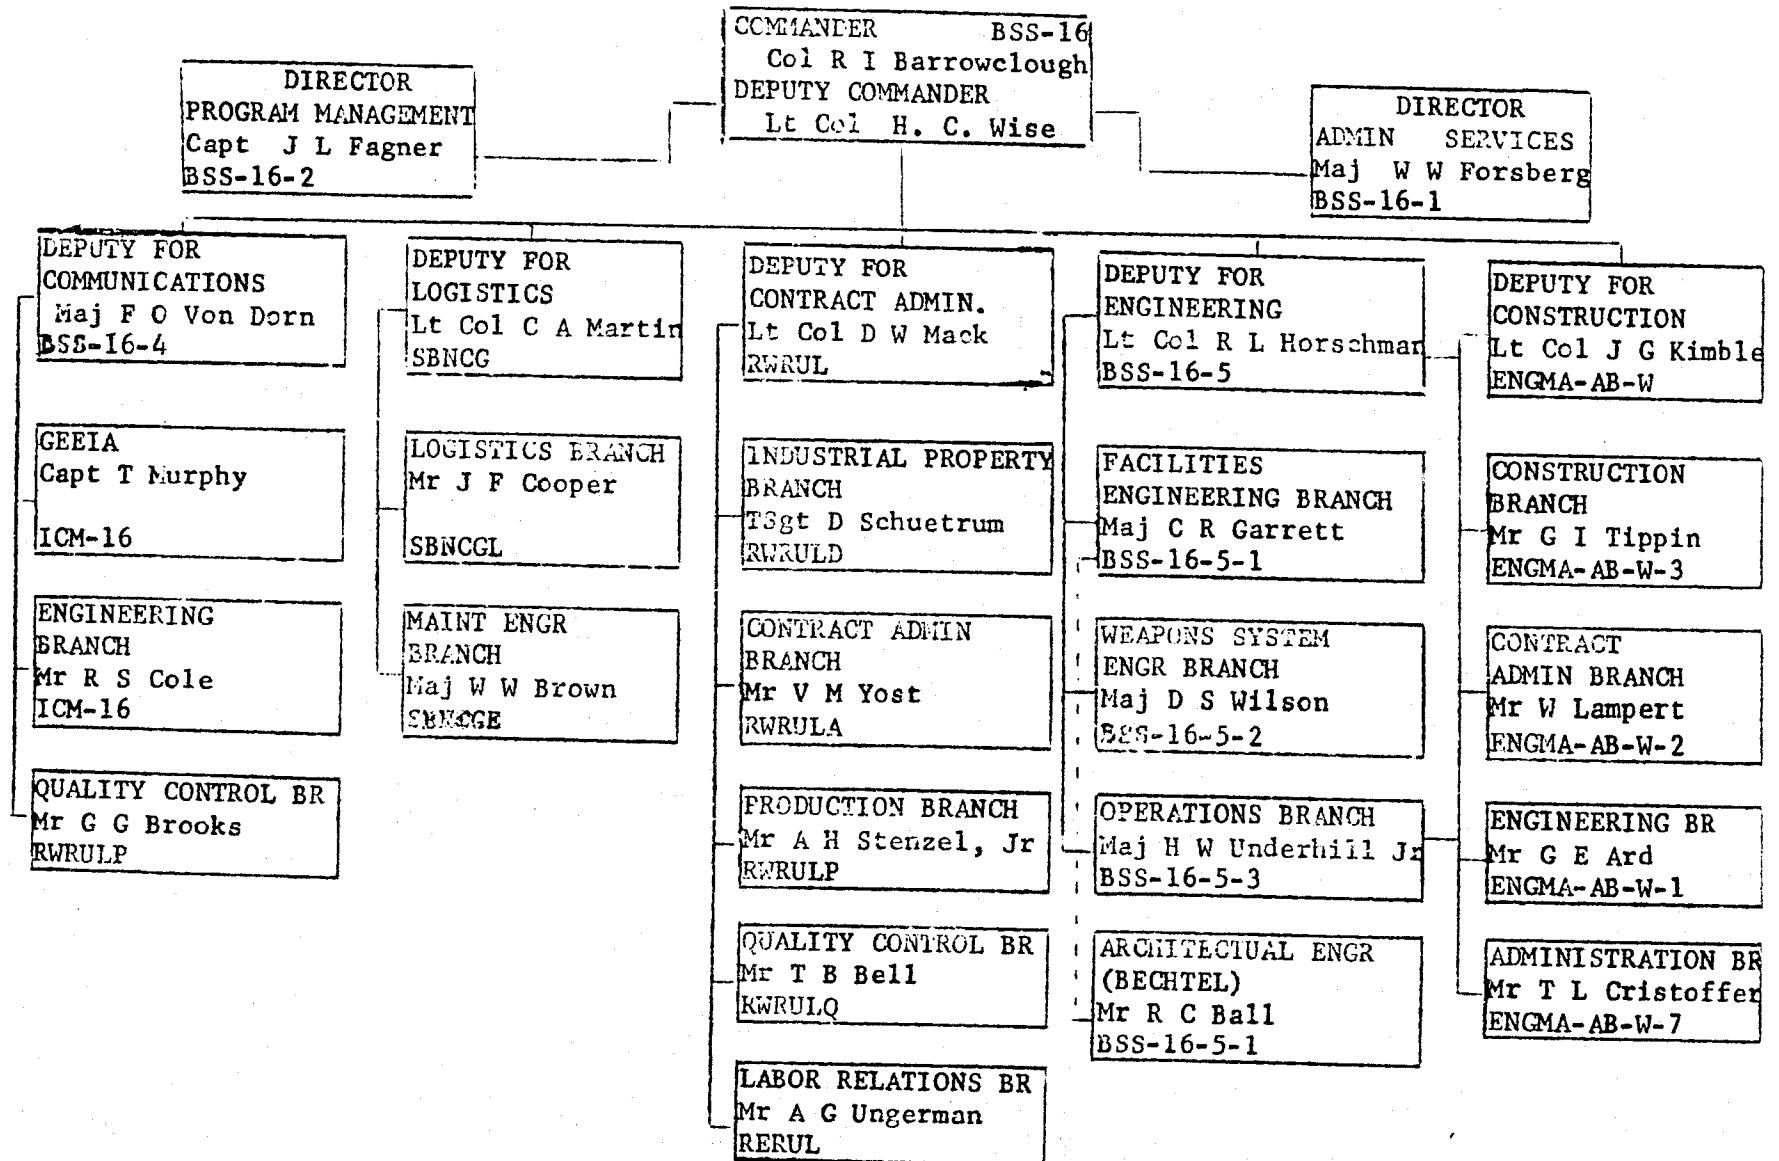 COMMANDER BSS-16
Col R I Barrowclough
DEPUTY COMMANDER
Lt Col H. C. Wise
DIRECTOR
PROGRAM MANAGEMENT
Capt J L Fagner
BSS-16-2
DIRECTOR
ADMIN SERVICES
Maj W W Forsberg
BSS-16-1
DEPUTY FOR
COMMUNICATIONS
Maj F O Von Dorn
BSS-16-4
GEEIA
Capt T Murphy
ICM-16
ENGINEERING
BRANCH
Mr R S Cole
ICM-16
QUALITY CONTROL BR
Mr G G Brooks
RWRULP
DEPUTY FOR
LOGISTICS
Lt Col C A Martin
SBNCG
LOGISTICS BRANCH
Mr J F Cooper
SBNCGL
MAINT ENGR
BRANCH
Maj W W Brown
SBNCGE
DEPUTY FOR
CONTRACT ADMIN.
Lt Col D W Mack
RWRUL
INDUSTRIAL PROPERTY
BRANCH
TSgt D Schuetrum
RWRULD
CONTRACT ADMIN
BRANCH
Mr V M Yost
RWRULA
PRODUCTION BRANCH
Mr A H Stenzel, Jr
RWRULP
QUALITY CONTROL BR
Mr T B Bell
RWRULQ
LABOR RELATIONS BR
Mr A G Ungerman
RERUL
DEPUTY FOR
ENGINEERING
Lt Col R L Horschman
BSS-16-5
FACILITIES
ENGINEERING BRANCH
Maj C R Garrett
BSS-16-5-1
WEAPONS SYSTEM
ENGR BRANCH
Maj D S Wilson
BSS-16-5-2
OPERATIONS BRANCH
Maj H W Underhill Jr
BSS-16-5-3
ARCHITECTUAL ENGR
(BECHTEL)
Mr R C Ball
BSS-16-5-1
DEPUTY FOR
CONSTRUCTION
Lt Col J G Kimble
ENGMA-AB-W
CONSTRUCTION
BRANCH
Mr G I Tippin
ENGMA-AB-W-3
CONTRACT
ADMIN BRANCH
Mr W Lampert
ENGMA-AB-W-2
ENGINEERING BR
Mr G E Ard
ENGMA-AB-W-1
ADMINISTRATION BR
Mr T L Cristoffer
ENGMA-AB-W-7